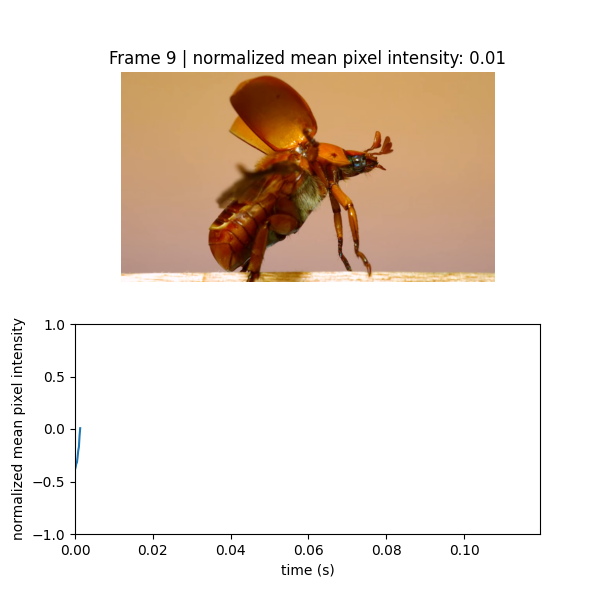 Frame 9 | normalized mean pixel intensity: 0.01
normalized mean pixel intensity
1.0
0.5
0.0
−0.5
−1.0
0.00 0.02 0.04 0.06 0.08 0.10
time (s)